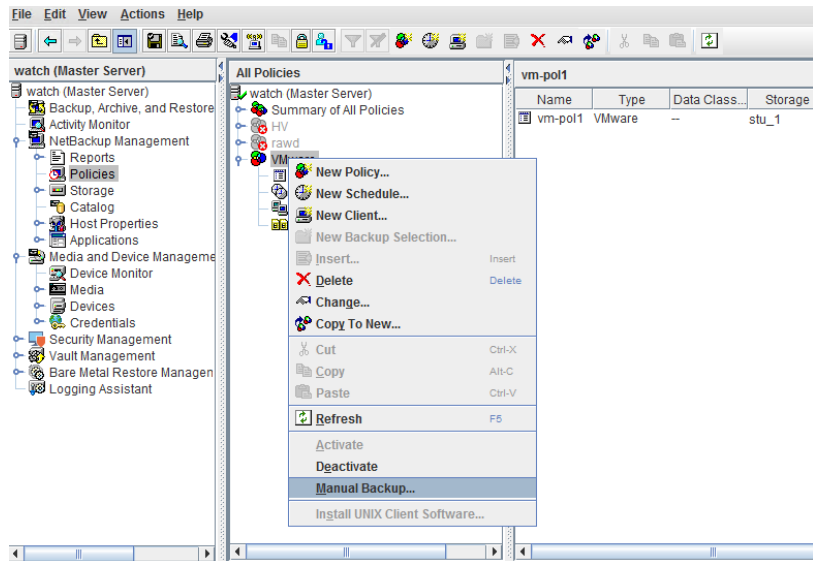 File Edit View Actions Help
watch (Master Server)
watch (Master Server)
Backup, Archive, and Restore
Activity Monitor
NetBackup Management
Reports
Policies
Storage
Catalog
Host Properties
Applications
Media and Device Manageme
Device Monitor
Media
Devices
Credentials
Security Management
Vault Management
Bare Metal Restore Managen
Logging Assistant
All Policies
watch (Master Server)
Summary of All Policies
HV
rawd
VMware
New Policy...
New Schedule...
New Client...
New Backup Selection...
Insert... Insert
Delete Delete
Change...
Copy To New...
Cut Ctrl-X
Copy Alt-C
Paste Ctrl-V
Refresh F5
Activate
Deactivate
Manual Backup...
Install UNIX Client Software...
vm-pol1
Name Type Data Class... Storage
vm-pol1 VMware -- stu_1